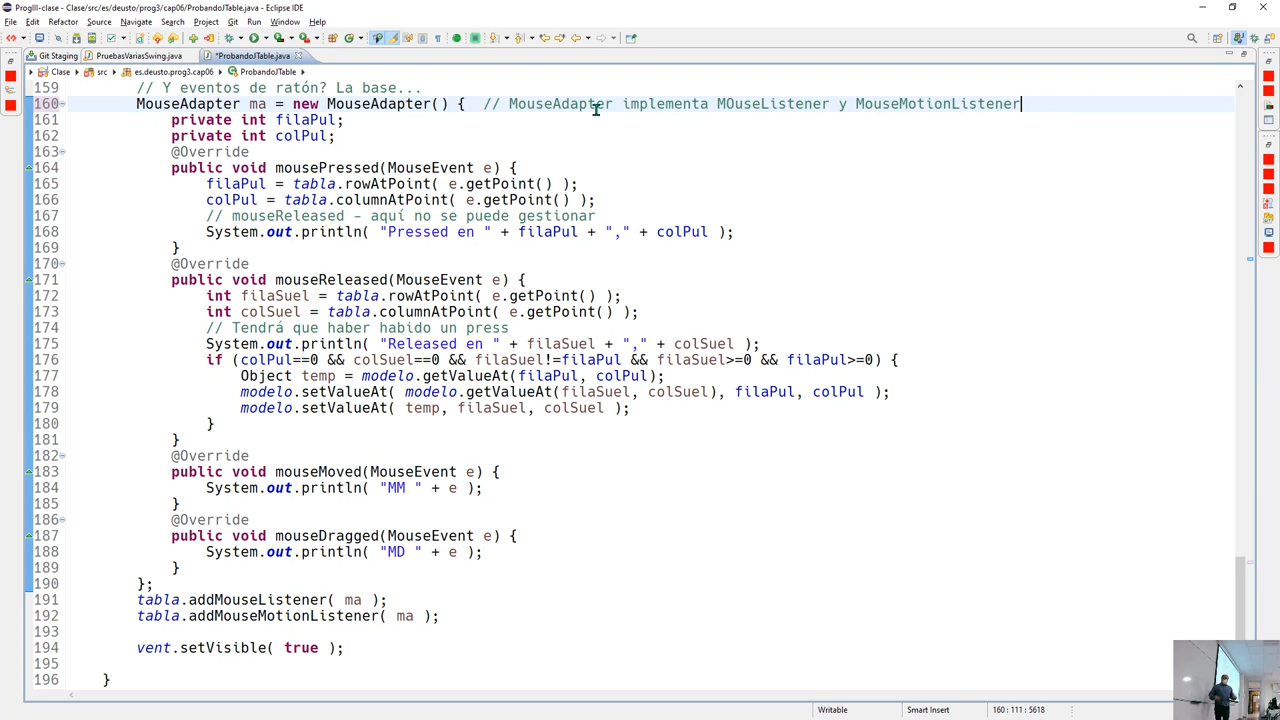 ProgIII-clase - Clase/src/es/deusto/prog3/cap06/ProbandoJTable.java - Eclipse IDE
File Edit Refactor Source Navigate Search Project Git Run Window Help
Git Staging PruebasVariasSwing.java *ProbandoJTable.java
Clase src es.deusto.prog3.cap06 ProbandoJTable
159 // Y eventos de ratón? La base...
160 MouseAdapter ma = new MouseAdapter() { // MouseAdapter implementa MOuseListener y MouseMotionListener
161 private int filaPul;
162 private int colPul;
163 @Override
164 public void mousePressed(MouseEvent e) {
165 filaPul = tabla.rowAtPoint( e.getPoint() );
166 colPul = tabla.columnAtPoint( e.getPoint() );
167 // mouseReleased - aquí no se puede gestionar
168 System.out.println( "Pressed en " + filaPul + "," + colPul );
169 }
170 @Override
171 public void mouseReleased(MouseEvent e) {
172 int filaSuel = tabla.rowAtPoint( e.getPoint() );
173 int colSuel = tabla.columnAtPoint( e.getPoint() );
174 // Tendrá que haber habido un press
175 System.out.println( "Released en " + filaSuel + "," + colSuel );
176 if (colPul==0 && colSuel==0 && filaSuel!=filaPul && filaSuel>=0 && filaPul>=0) {
177 Object temp = modelo.getValueAt(filaPul, colPul);
178 modelo.setValueAt( modelo.getValueAt(filaSuel, colSuel), filaPul, colPul );
179 modelo.setValueAt( temp, filaSuel, colSuel );
180 }
181 }
182 @Override
183 public void mouseMoved(MouseEvent e) {
184 System.out.println( "MM " + e );
185 }
186 @Override
187 public void mouseDragged(MouseEvent e) {
188 System.out.println( "MD " + e );
189 }
190 };
191 tabla.addMouseListener( ma );
192 tabla.addMouseMotionListener( ma );
193
194 vent.setVisible( true );
195
196 }
Writable Smart Insert 160 : 111 : 5618